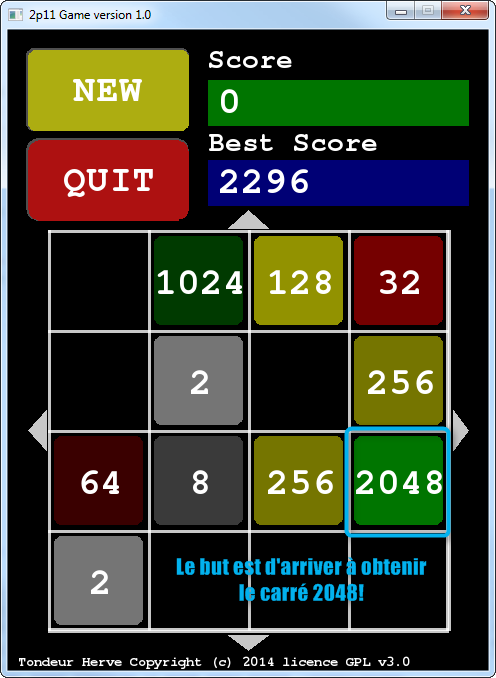 2p11 Game version 1.0
NEW
Score
0
QUIT
Best Score
2296
1024 128 32
2 256
64 8 256 2048
2
Le but est d'arriver à obtenir
le carré 2048!
Tondeur Herve Copyright (c) 2014 licence GPL v3.0